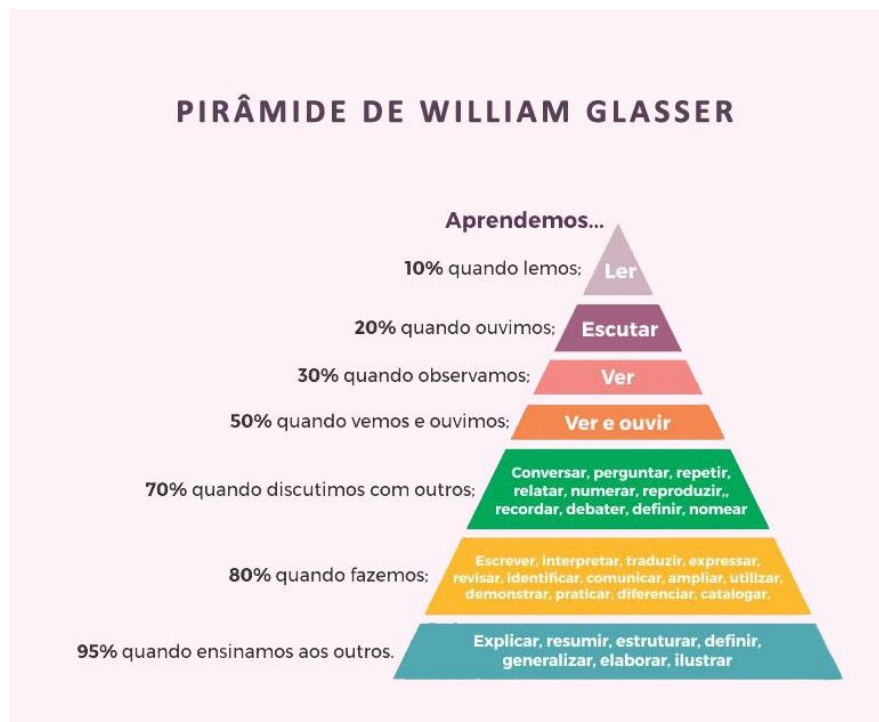 PIRÂMIDE DE WILLIAM GLASSER
Aprendemos...
10% quando lemos;
Ler
20% quando ouvimos;
Escutar
30% quando observamos;
Ver
50% quando vemos e ouvimos;
Ver e ouvir
70% quando discutimos com outros;
Conversar, perguntar, repetir,
relatar, numerar, reproduzir,,
recordar, debater, definir, nomear
80% quando fazemos;
Escrever, interpretar, traduzir, expressar,
revisar, identificar, comunicar, ampliar, utilizar,
demonstrar, praticar, diferenciar, catalogar,
95% quando ensinamos aos outros.
Explicar, resumir, estruturar, definir,
generalizar, elaborar, ilustrar